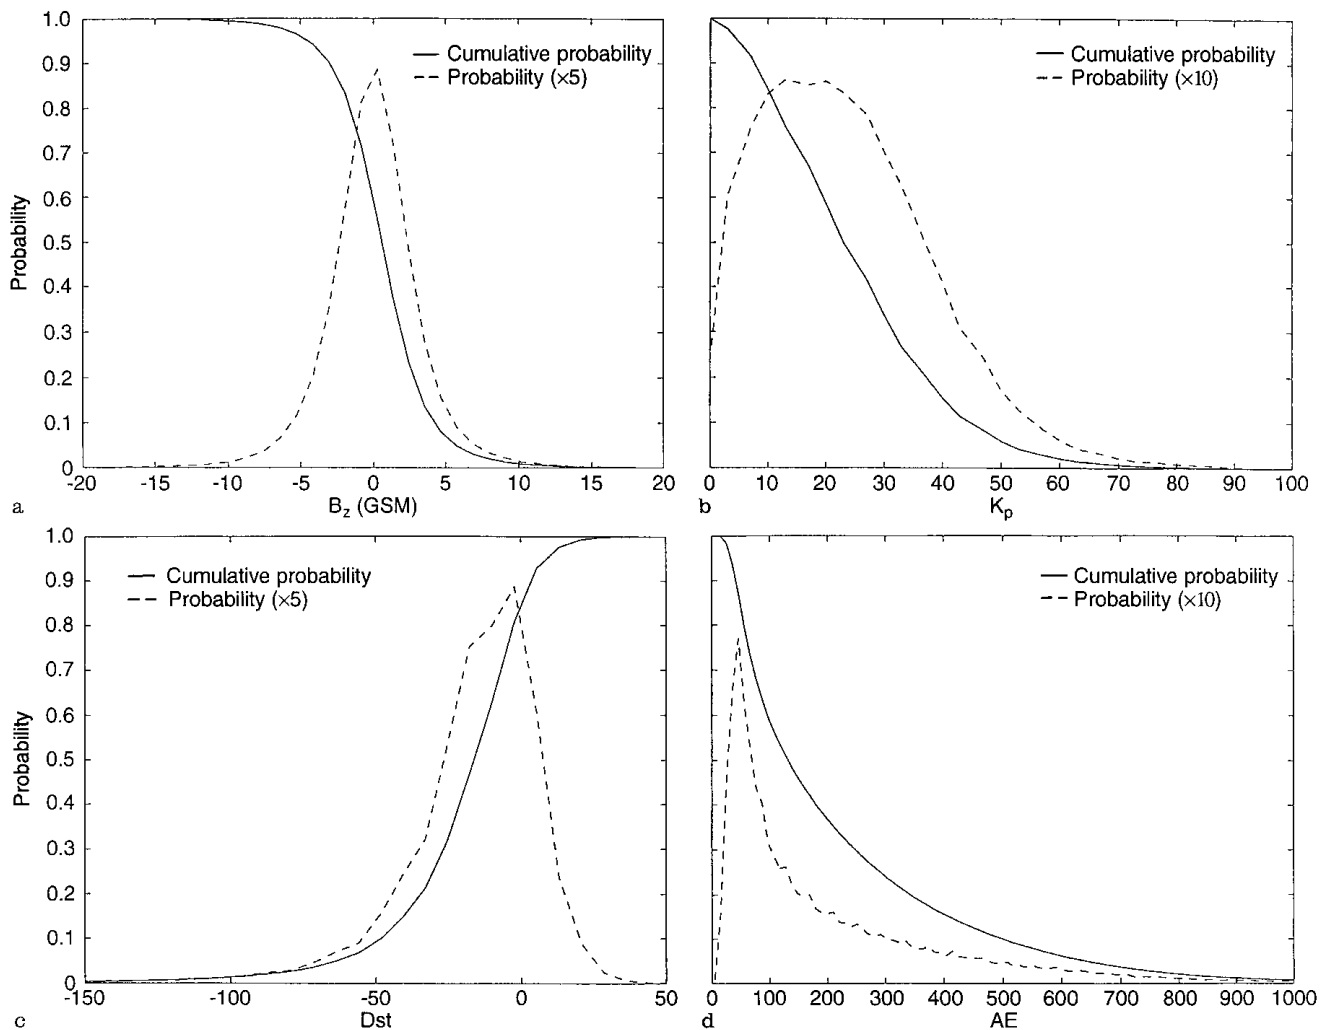 1.0
0.9
0.8
0.7
0.6
0.5
0.4
0.3
0.2
0.1
0
Probability
Cumulative probability
Probability (×5)
-20 -15 -10 -5 0 5 10 15 20
a
B_z (GSM)
Cumulative probability
Probability (×10)
0 10 20 30 40 50 60 70 80 90 100
b
K_p
1.0
0.9
0.8
0.7
0.6
0.5
0.4
0.3
0.2
0.1
0
Probability
Cumulative probability
Probability (×5)
-150 -100 -50 0 50
c
Dst
Cumulative probability
Probability (×10)
0 100 200 300 400 500 600 700 800 900 1000
d
AE